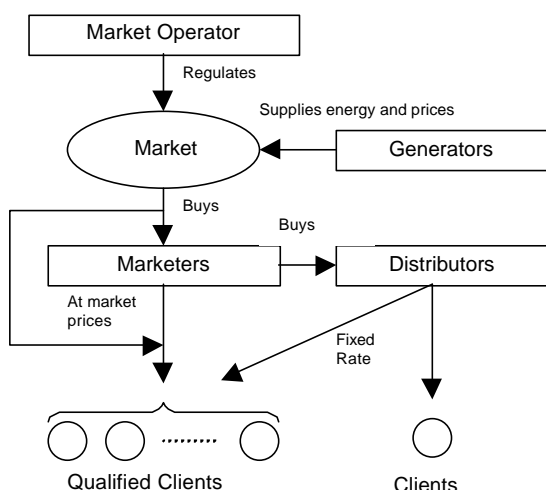 Market Operator
Regulates
Supplies energy and prices
Market
Generators
Buys
Buys
Marketers
Distributors
At market
prices
Fixed
Rate
Qualified Clients
Clients